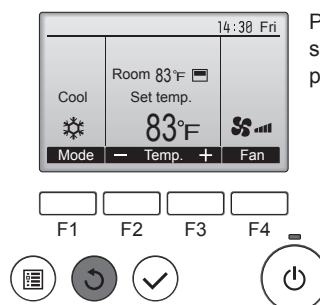 14:30 Fri
Room 83°F
Cool
Set temp.
83°F
Mode
Temp.
Fan
F1
F2
F3
F4
P
s
p